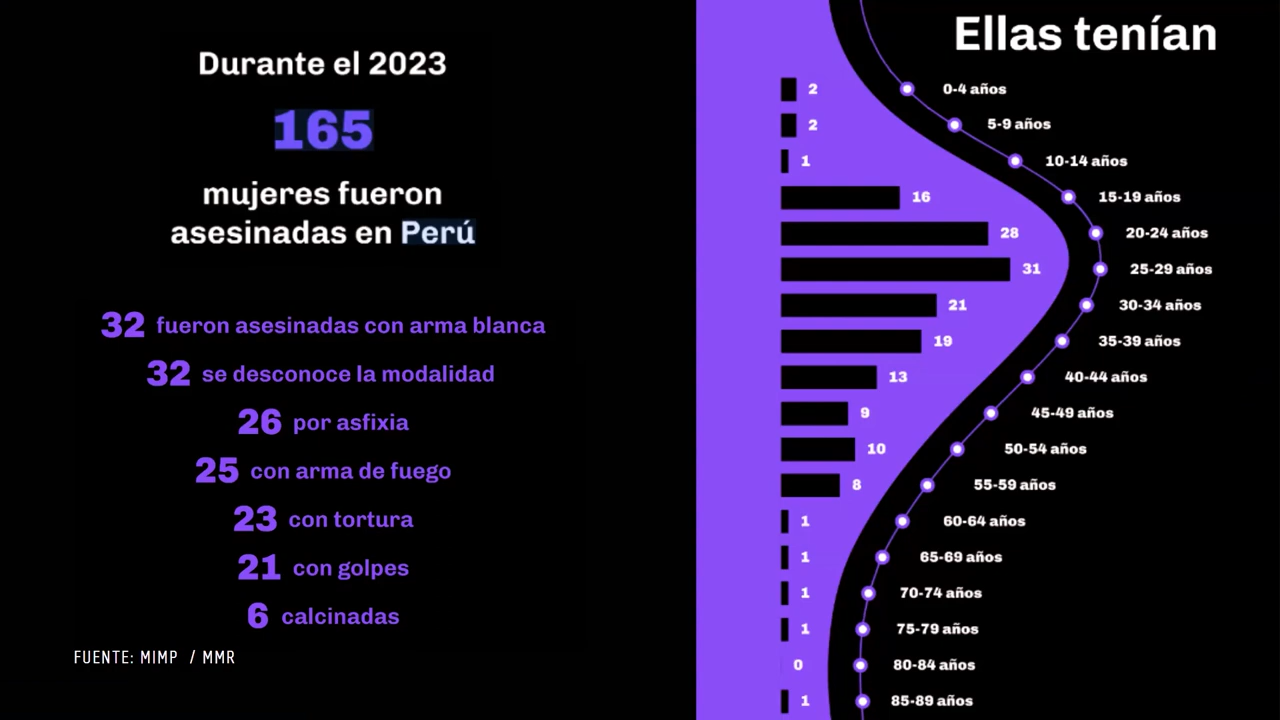 Durante el 2023
165
mujeres fueron
asesinadas en Perú
32 fueron asesinadas con arma blanca
32 se desconoce la modalidad
26 por asfixia
25 con arma de fuego
23 con tortura
21 con golpes
6 calcinadas
FUENTE: MIMP / MMR
Ellas tenían
2 0-4 años
2 5-9 años
1 10-14 años
16 15-19 años
28 20-24 años
31 25-29 años
21 30-34 años
19 35-39 años
13 40-44 años
9 45-49 años
10 50-54 años
8 55-59 años
1 60-64 años
1 65-69 años
1 70-74 años
1 75-79 años
0 80-84 años
1 85-89 años